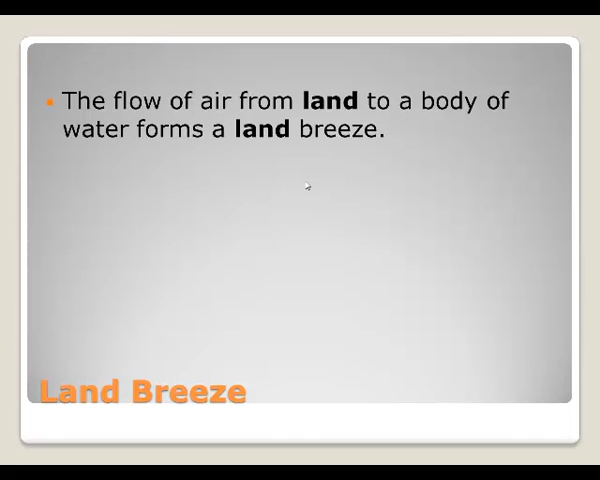 The flow of air from land to a body of
water forms a land breeze.
Land Breeze